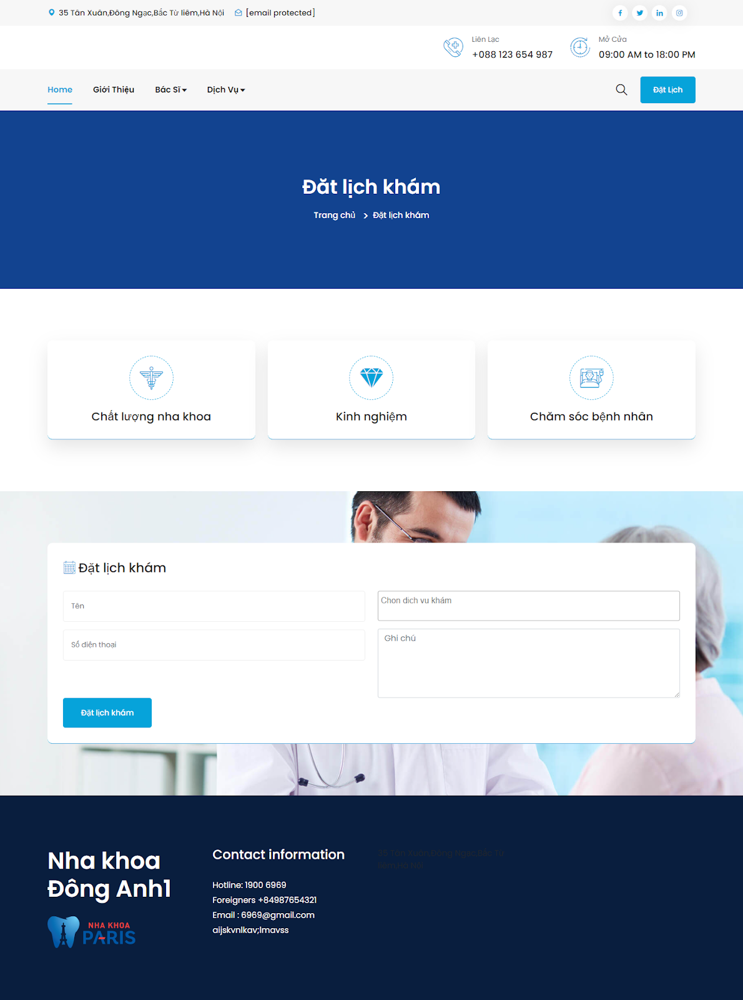 35 Tân Xuân,Đông Ngạc,Bắc Từ liêm,Hà Nội [email protected]
Liên Lạc
+088 123 654 987
Mở Cửa
09:00 AM to 18:00 PM
Home Giới Thiệu Bác Sĩ Dịch Vụ Đặt Lịch
Đăt lịch khám
Trang chủ > Đặt lịch khám
Chất lượng nha khoa
Kinh nghiệm
Chăm sóc bệnh nhân
Đặt lịch khám
Tên
Số điện thoại
Chon dich vu khám
Ghi chú
Đặt lịch khám
Nha khoa
Đông Anh1
NHA KHOA
PARIS
Contact information
Hotline: 1900 6969
Foreigners +84987654321
Email : 6969@gmail.com
aijskvnlkav;lmavss
35 Tân Xuân,Đông Ngạc,Bắc Từ
liêm,Hà Nội